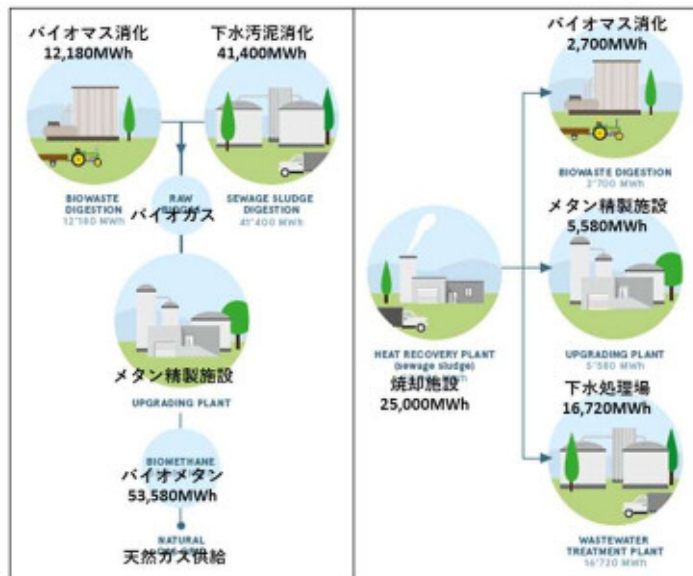 バイオマス消化
12,180MWh
下水汚泥消化
41,400MWh
BIOWASTE
DIGESTION
12'180 MWh
RAW
バイオガス
SEWAGE SLUDGE
DIGESTION
41'400 MWh
メタン精製施設
UPGRADING PLANT
BIOMETHANE
バイオメタン
53,580MWh
NATURAL
天然ガス供給
バイオマス消化
2,700MWh
BIOWASTE DIGESTION
2'700 MWh
メタン精製施設
5,580MWh
UPGRADING PLANT
5'580 MWh
HEAT RECOVERY PLANT
(sewage sludge)
焼却施設
25,000MWh
下水処理場
16,720MWh
WASTEWATER
TREATMENT PLANT
16'720 MWh